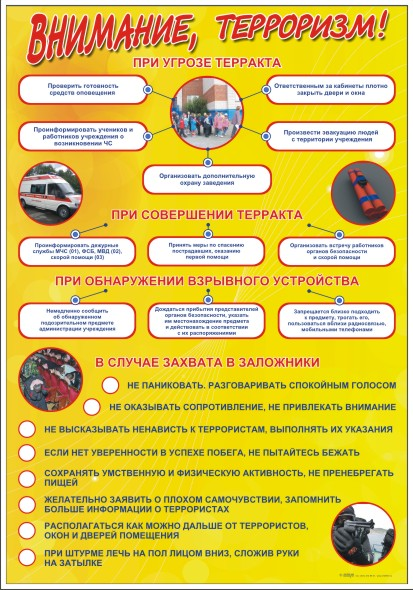 ВНИМАНИЕ, ТЕРРОРИЗМ!
ПРИ УГРОЗЕ ТЕРРАКТА
Проверить готовность
средств оповещения
Ответственным за кабинеты плотно
закрыть двери и окна
Проинформировать учеников и
работников учреждения о
возникновении ЧС
Произвести эвакуацию людей
с территории учреждения
Организовать дополнительную
охрану заведения
ПРИ СОВЕРШЕНИИ ТЕРРАКТА
Проинформировать дежурные
службы МЧС (01), ФСБ, МВД (02),
скорой помощи (03)
Принять меры по спасению
пострадавших, оказанию
первой помощи
Организовать встречу работников
органов безопасности
и скорой помощи
ПРИ ОБНАРУЖЕНИИ ВЗРЫВНОГО УСТРОЙСТВА
Немедленно сообщить
об обнаруженном
подозрительном предмете
администрации учреждения
Дождаться прибытия представителей
органов безопасности, указать
им местонахождение предмета
и действовать в соответствии
с их распоряжениями
Запрещается близко подходить
к предмету, трогать его,
пользоваться вблизи радиосвязью,
мобильными телефонами
В СЛУЧАЕ ЗАХВАТА В ЗАЛОЖНИКИ
НЕ ПАНИКОВАТЬ. РАЗГОВАРИВАТЬ СПОКОЙНЫМ ГОЛОСОМ
НЕ ОКАЗЫВАТЬ СОПРОТИВЛЕНИЕ, НЕ ПРИВЛЕКАТЬ ВНИМАНИЕ
НЕ ВЫСКАЗЫВАТЬ НЕНАВИСТЬ К ТЕРРОРИСТАМ, ВЫПОЛНЯТЬ ИХ УКАЗАНИЯ
ЕСЛИ НЕТ УВЕРЕННОСТИ В УСПЕХЕ ПОБЕГА, НЕ ПЫТАЙТЕСЬ БЕЖАТЬ
СОХРАНЯТЬ УМСТВЕННУЮ И ФИЗИЧЕСКУЮ АКТИВНОСТЬ, НЕ ПРЕНЕБРЕГАТЬ
ПИЩЕЙ
ЖЕЛАТЕЛЬНО ЗАЯВИТЬ О ПЛОХОМ САМОЧУВСТВИИ, ЗАПОМНИТЬ
БОЛЬШЕ ИНФОРМАЦИИ О ТЕРРОРИСТАХ
РАСПОЛАГАТЬСЯ КАК МОЖНО ДАЛЬШЕ ОТ ТЕРРОРИСТОВ,
ОКОН И ДВЕРЕЙ ПОМЕЩЕНИЯ
ПРИ ШТУРМЕ ЛЕЧЬ НА ПОЛ ЛИЦОМ ВНИЗ, СЛОЖИВ РУКИ
НА ЗАТЫЛКЕ